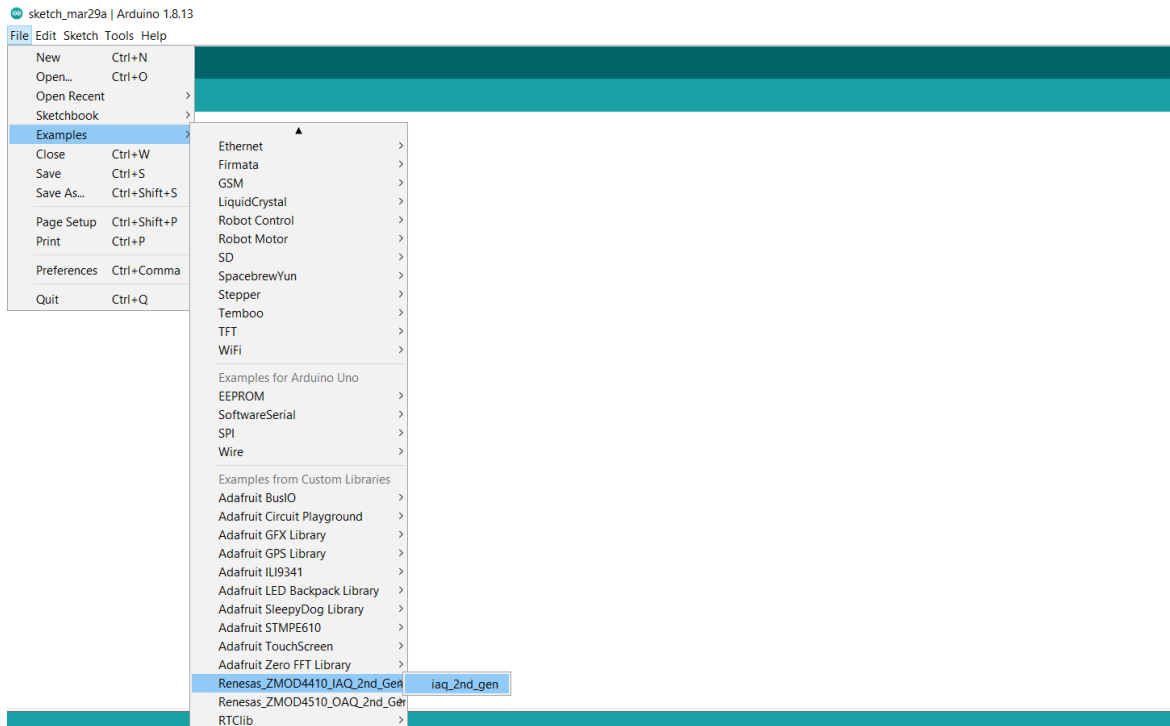 sketch_mar29a | Arduino 1.8.13
File Edit Sketch Tools Help
New Ctrl+N
Open... Ctrl+O
Open Recent
Sketchbook
Examples
Close Ctrl+W
Save Ctrl+S
Save As... Ctrl+Shift+S
Page Setup Ctrl+Shift+P
Print Ctrl+P
Preferences Ctrl+Comma
Quit Ctrl+Q
Ethernet
Firmata
GSM
LiquidCrystal
Robot Control
Robot Motor
SD
SpacebrewYun
Stepper
Temboo
TFT
WiFi
Examples for Arduino Uno
EEPROM
SoftwareSerial
SPI
Wire
Examples from Custom Libraries
Adafruit BusIO
Adafruit Circuit Playground
Adafruit GFX Library
Adafruit GPS Library
Adafruit ILI9341
Adafruit LED Backpack Library
Adafruit SleepyDog Library
Adafruit STMPE610
Adafruit TouchScreen
Adafruit Zero FFT Library
Renesas_ZMOD4410_IAQ_2nd_Gen iaq_2nd_gen
Renesas_ZMOD4510_OAQ_2nd_Ger
RTClib